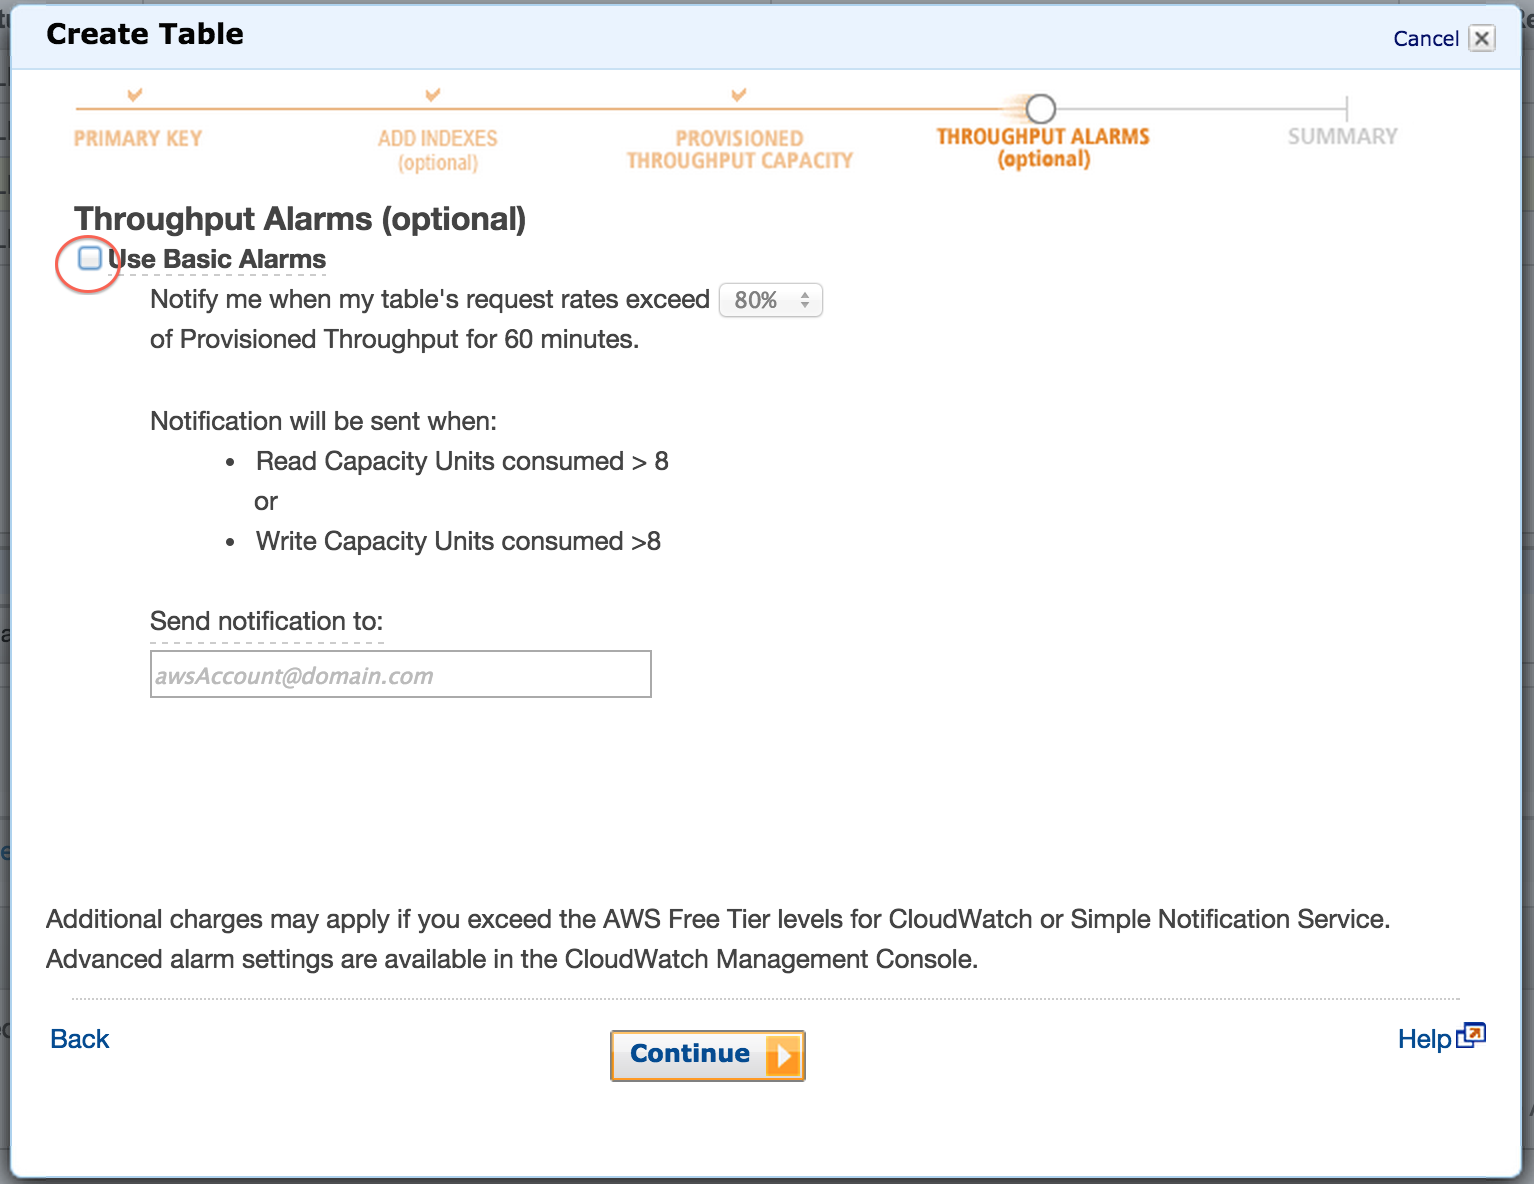 Create Table
Cancel
PRIMARY KEY
ADD INDEXES
(optional)
PROVISIONED
THROUGHPUT CAPACITY
THROUGHPUT ALARMS
(optional)
SUMMARY
Throughput Alarms (optional)
Use Basic Alarms
Notify me when my table's request rates exceed 80%
of Provisioned Throughput for 60 minutes.
Notification will be sent when:
• Read Capacity Units consumed > 8
or
• Write Capacity Units consumed >8
Send notification to:
awsAccount@domain.com
Additional charges may apply if you exceed the AWS Free Tier levels for CloudWatch or Simple Notification Service.
Advanced alarm settings are available in the CloudWatch Management Console.
Back
Continue
Help